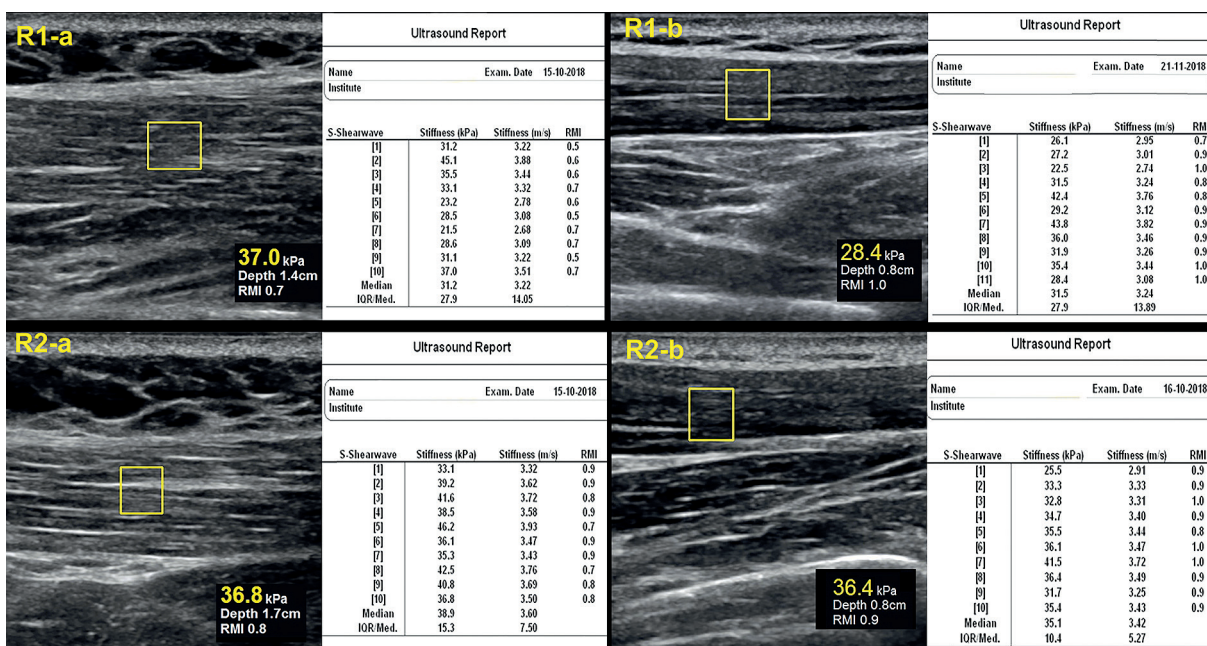 R1-a
37.0 kPa
Depth 1.4cm
RMI 0.7
Ultrasound Report
Name Exam. Date 15-10-2018
Institute
S-Shearwave Stiffness (kPa) Stiffness (m/s) RMI
[1] 31.2 3.22 0.5
[2] 45.1 3.88 0.6
[3] 35.5 3.44 0.6
[4] 33.1 3.32 0.7
[5] 23.2 2.78 0.6
[6] 28.5 3.08 0.5
[7] 21.5 2.68 0.7
[8] 28.6 3.09 0.7
[9] 31.1 3.22 0.5
[10] 37.0 3.51 0.7
Median 31.2 3.22
IQR/Med. 27.9 14.05
R1-b
28.4 kPa
Depth 0.8cm
RMI 1.0
Ultrasound Report
Name Exam. Date 21-11-2018
Institute
S-Shearwave Stiffness (kPa) Stiffness (m/s) RMI
[1] 26.1 2.95 0.7
[2] 27.2 3.01 0.9
[3] 22.5 2.74 1.0
[4] 31.5 3.24 0.8
[5] 42.4 3.76 0.8
[6] 29.2 3.12 0.9
[7] 43.8 3.82 0.9
[8] 36.0 3.46 0.9
[9] 31.9 3.26 0.9
[10] 35.4 3.44 1.0
[11] 28.4 3.08 1.0
Median 31.5 3.24
IQR/Med. 27.9 13.89
R2-a
36.8 kPa
Depth 1.7cm
RMI 0.8
Ultrasound Report
Name Exam. Date 15-10-2018
Institute
S-Shearwave Stiffness (kPa) Stiffness (m/s) RMI
[1] 33.1 3.32 0.9
[2] 39.2 3.62 0.9
[3] 41.6 3.72 0.8
[4] 38.5 3.58 0.9
[5] 46.2 3.93 0.7
[6] 36.1 3.47 0.9
[7] 35.3 3.43 0.9
[8] 42.5 3.76 0.7
[9] 40.8 3.69 0.8
[10] 36.8 3.50 0.8
Median 38.9 3.60
IQR/Med. 15.3 7.50
R2-b
36.4 kPa
Depth 0.8cm
RMI 0.9
Ultrasound Report
Name Exam. Date 16-10-2018
Institute
S-Shearwave Stiffness (kPa) Stiffness (m/s) RMI
[1] 25.5 2.91 0.9
[2] 33.3 3.33 0.9
[3] 32.8 3.31 1.0
[4] 34.7 3.40 0.9
[5] 35.5 3.44 0.8
[6] 36.1 3.47 1.0
[7] 41.5 3.72 1.0
[8] 36.4 3.49 0.9
[9] 31.7 3.25 0.9
[10] 35.4 3.43 0.9
Median 35.1 3.42
IQR/Med. 10.4 5.27